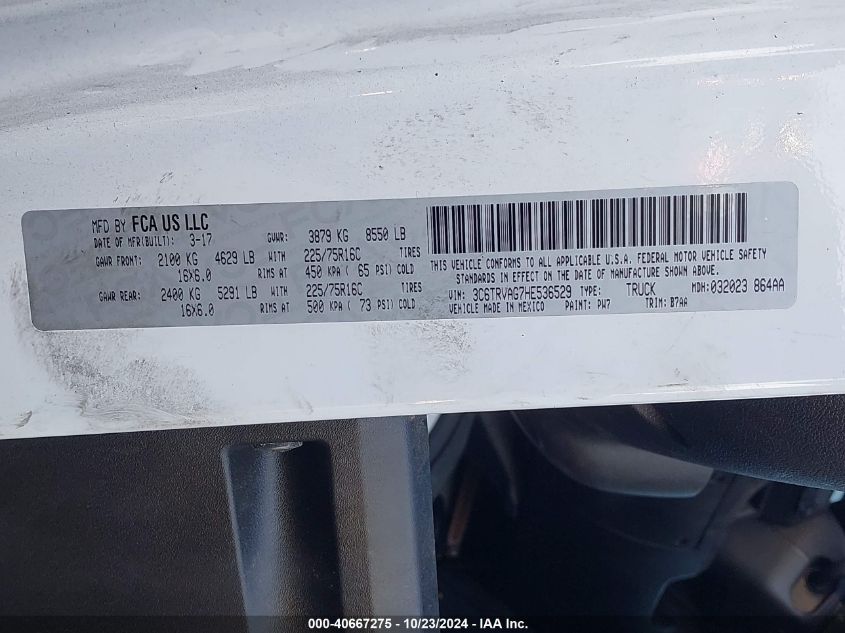 MFD BY FCA US LLC
DATE OF MFR(BUILT): 3-17 GVWR: 3879 KG 8550 LB
GAWR FRONT: 2100 KG 4629 LB WITH 225/75R16C TIRES
16X6.0 RIMS AT 450 KPA ( 65 PSI) COLD
GAWR REAR: 2400 KG 5291 LB WITH 225/75R16C TIRES
16X6.0 RIMS AT 500 KPA ( 73 PSI) COLD
THIS VEHICLE CONFORMS TO ALL APPLICABLE U.S.A. FEDERAL MOTOR VEHICLE SAFETY
STANDARDS IN EFFECT ON THE DATE OF MANUFACTURE SHOWN ABOVE.
VIN: 3C6TRVAG7HE536529 TYPE: TRUCK MDH: 032023 864AA
VEHICLE MADE IN MEXICO PAINT: PW7 TRIM: B7AA
000-40667275 - 10/23/2024 - IAA Inc.